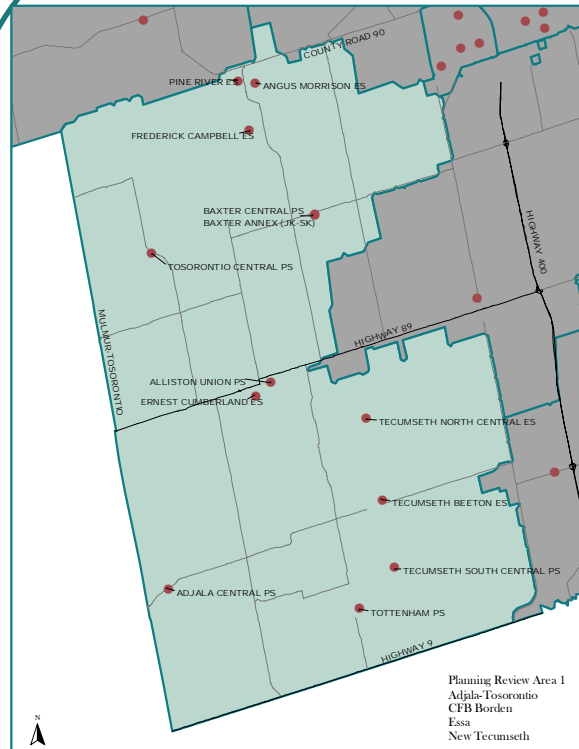 COUNTY ROAD 90
PINE RIVER ES
ANGUS MORRISON ES
FREDERICK CAMPBELL ES
BAXTER CENTRAL PS
BAXTER ANNEX (JK-SK)
HIGHWAY 400
TOSORONTIO CENTRAL PS
MULMUR-TOSORONTIO
HIGHWAY 89
ALLISTON UNION PS
ERNEST CUMBERLAND ES
TECUMSETH NORTH CENTRAL ES
TECUMSETH BEETON ES
TECUMSETH SOUTH CENTRAL PS
ADJALA CENTRAL PS
TOTTENHAM PS
HIGHWAY 9
Planning Review Area 1
Adjala-Tosorontio
CFB Borden
Essa
New Tecumseth
N